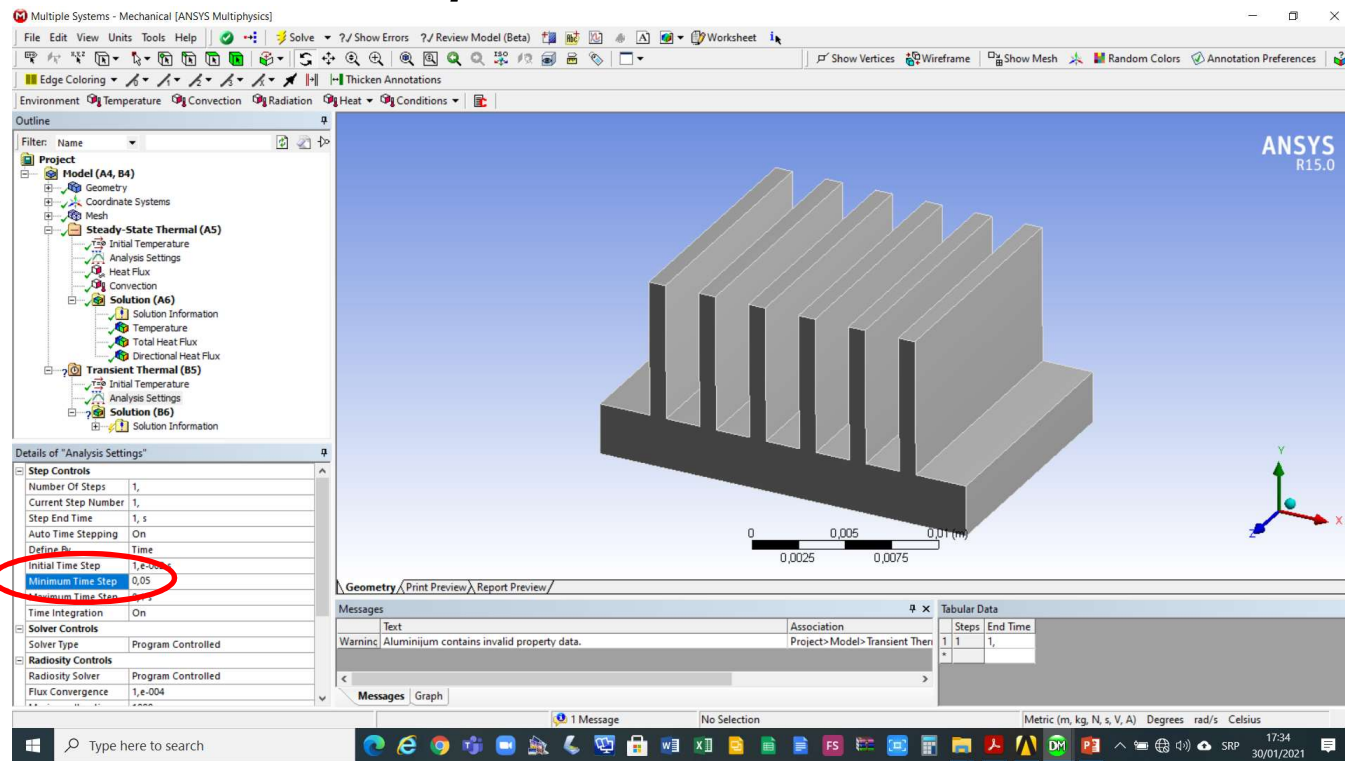 Multiple Systems - Mechanical [ANSYS Multiphysics]
File Edit View Units Tools Help Solve ?/ Show Errors ?/ Review Model (Beta) Worksheet
Show Vertices Wireframe Show Mesh Random Colors Annotation Preferences
Edge Coloring Thicken Annotations
Environment Temperature Convection Radiation Heat Conditions
Outline
Filter: Name
Project
Model (A4, B4)
Geometry
Coordinate Systems
Mesh
Steady-State Thermal (A5)
Initial Temperature
Analysis Settings
Heat Flux
Convection
Solution (A6)
Solution Information
Temperature
Total Heat Flux
Directional Heat Flux
Transient Thermal (B5)
Initial Temperature
Analysis Settings
Solution (B6)
Solution Information
Details of "Analysis Settings"
Step Controls
Number Of Steps 1,
Current Step Number 1,
Step End Time 1, s
Auto Time Stepping On
Define By Time
Initial Time Step
Minimum Time Step 0,05
Maximum Time Step
Time Integration On
Solver Controls
Solver Type Program Controlled
Radiosity Controls
Radiosity Solver Program Controlled
Flux Convergence 1,e-004
ANSYS
R15.0
Y
X
Z
0 0,005 0,01 (m)
0,0025 0,0075
Geometry Print Preview Report Preview
Messages
Text Association
Warning Aluminijum contains invalid property data. Project>Model>Transient Ther
Messages Graph
Tabular Data
Steps End Time
1 1 1,
*
1 Message No Selection Metric (m, kg, N, s, V, A) Degrees rad/s Celsius
Type here to search
SRP
17:34
30/01/2021